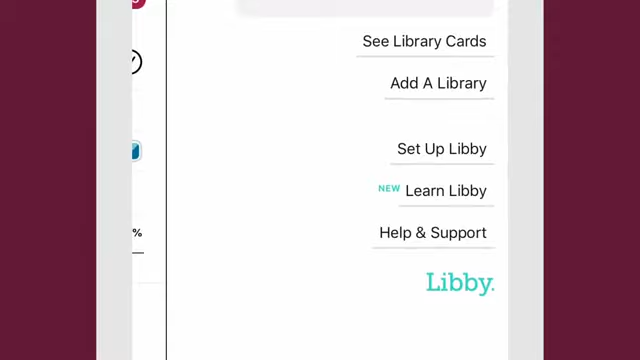 See Library Cards
Add A Library
Set Up Libby
NEW Learn Libby
%
Help & Support
Libby.